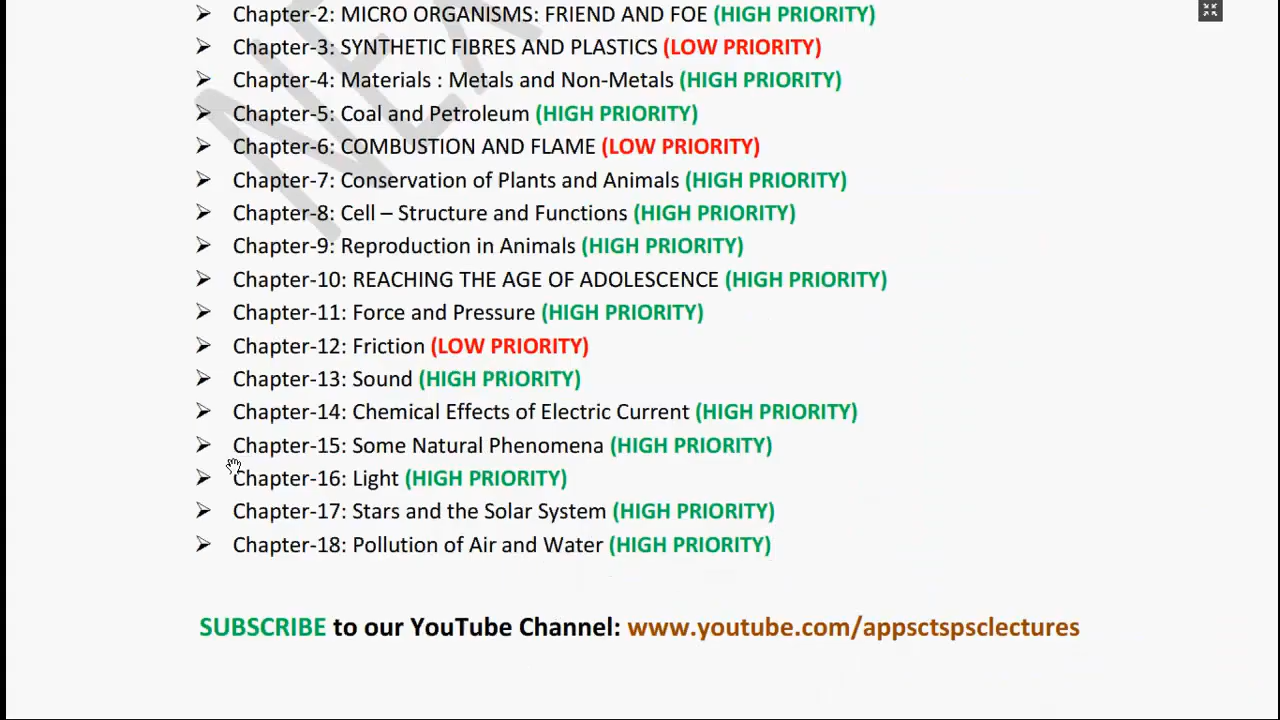 Chapter-2: MICRO ORGANISMS: FRIEND AND FOE (HIGH PRIORITY)
Chapter-3: SYNTHETIC FIBRES AND PLASTICS (LOW PRIORITY)
Chapter-4: Materials : Metals and Non-Metals (HIGH PRIORITY)
Chapter-5: Coal and Petroleum (HIGH PRIORITY)
Chapter-6: COMBUSTION AND FLAME (LOW PRIORITY)
Chapter-7: Conservation of Plants and Animals (HIGH PRIORITY)
Chapter-8: Cell – Structure and Functions (HIGH PRIORITY)
Chapter-9: Reproduction in Animals (HIGH PRIORITY)
Chapter-10: REACHING THE AGE OF ADOLESCENCE (HIGH PRIORITY)
Chapter-11: Force and Pressure (HIGH PRIORITY)
Chapter-12: Friction (LOW PRIORITY)
Chapter-13: Sound (HIGH PRIORITY)
Chapter-14: Chemical Effects of Electric Current (HIGH PRIORITY)
Chapter-15: Some Natural Phenomena (HIGH PRIORITY)
Chapter-16: Light (HIGH PRIORITY)
Chapter-17: Stars and the Solar System (HIGH PRIORITY)
Chapter-18: Pollution of Air and Water (HIGH PRIORITY)
SUBSCRIBE to our YouTube Channel: www.youtube.com/appsctspsclectures